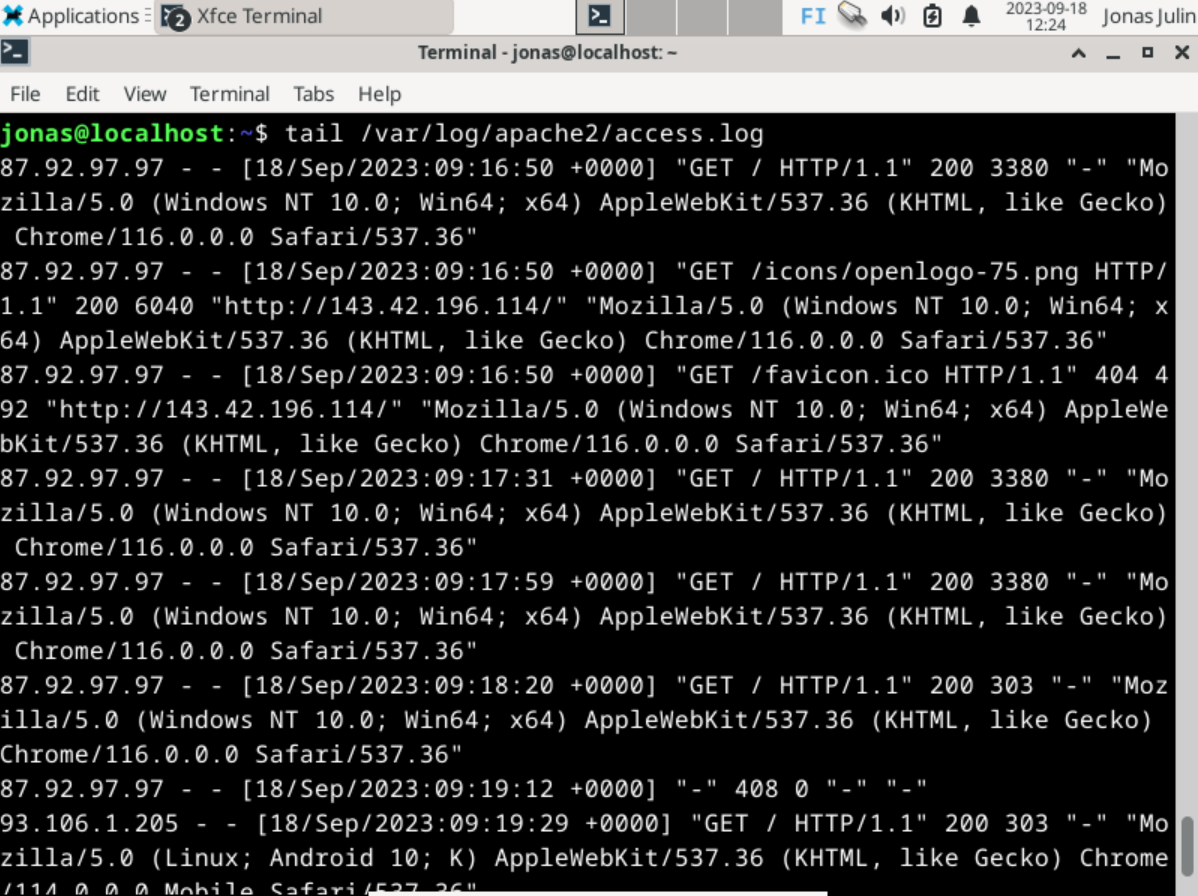 Applications 2 Xfce Terminal FI 2023-09-18 12:24 Jonas Julin
Terminal - jonas@localhost: ~
File Edit View Terminal Tabs Help
jonas@localhost:~$ tail /var/log/apache2/access.log
87.92.97.97 - - [18/Sep/2023:09:16:50 +0000] "GET / HTTP/1.1" 200 3380 "-" "Mo
zilla/5.0 (Windows NT 10.0; Win64; x64) AppleWebKit/537.36 (KHTML, like Gecko)
 Chrome/116.0.0.0 Safari/537.36"
87.92.97.97 - - [18/Sep/2023:09:16:50 +0000] "GET /icons/openlogo-75.png HTTP/
1.1" 200 6040 "http://143.42.196.114/" "Mozilla/5.0 (Windows NT 10.0; Win64; x
64) AppleWebKit/537.36 (KHTML, like Gecko) Chrome/116.0.0.0 Safari/537.36"
87.92.97.97 - - [18/Sep/2023:09:16:50 +0000] "GET /favicon.ico HTTP/1.1" 404 4
92 "http://143.42.196.114/" "Mozilla/5.0 (Windows NT 10.0; Win64; x64) AppleWe
bKit/537.36 (KHTML, like Gecko) Chrome/116.0.0.0 Safari/537.36"
87.92.97.97 - - [18/Sep/2023:09:17:31 +0000] "GET / HTTP/1.1" 200 3380 "-" "Mo
zilla/5.0 (Windows NT 10.0; Win64; x64) AppleWebKit/537.36 (KHTML, like Gecko)
 Chrome/116.0.0.0 Safari/537.36"
87.92.97.97 - - [18/Sep/2023:09:17:59 +0000] "GET / HTTP/1.1" 200 3380 "-" "Mo
zilla/5.0 (Windows NT 10.0; Win64; x64) AppleWebKit/537.36 (KHTML, like Gecko)
 Chrome/116.0.0.0 Safari/537.36"
87.92.97.97 - - [18/Sep/2023:09:18:20 +0000] "GET / HTTP/1.1" 200 303 "-" "Moz
illa/5.0 (Windows NT 10.0; Win64; x64) AppleWebKit/537.36 (KHTML, like Gecko)
Chrome/116.0.0.0 Safari/537.36"
87.92.97.97 - - [18/Sep/2023:09:19:12 +0000] "-" 408 0 "-" "-"
93.106.1.205 - - [18/Sep/2023:09:19:29 +0000] "GET / HTTP/1.1" 200 303 "-" "Mo
zilla/5.0 (Linux; Android 10; K) AppleWebKit/537.36 (KHTML, like Gecko) Chrome
/114.0.0.0 Mobile Safari/537.36"